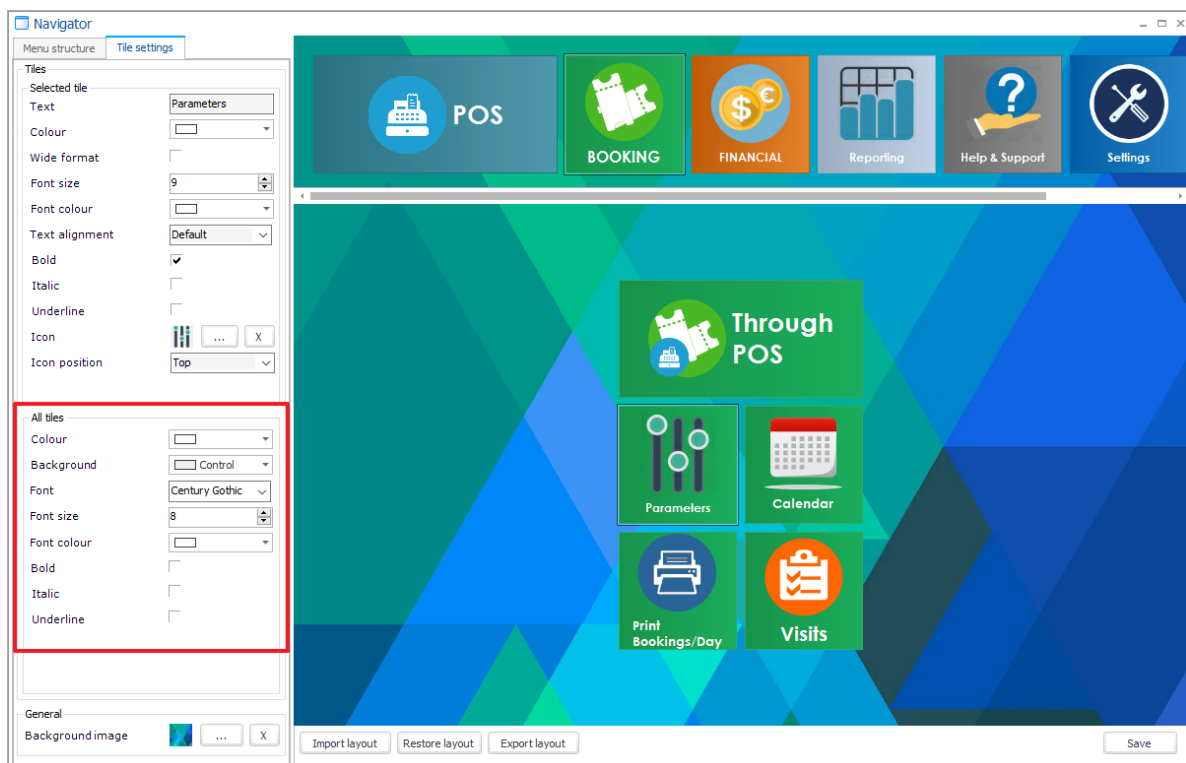 Navigator
Menu structure
Tile settings
Tiles
Selected tile
Text
Parameters
Colour
Wide format
Font size
9
Font colour
Text alignment
Default
Bold
Italic
Underline
Icon
...
X
Icon position
Top
All tiles
Colour
Background
Control
Font
Century Gothic
Font size
8
Font colour
Bold
Italic
Underline
General
Background image
...
X
POS
BOOKING
$
€
FINANCIAL
Reporting
?
Help & Support
Settings
Through
POS
Parameters
Calendar
Print
Bookings/Day
Visits
Import layout
Restore layout
Export layout
Save